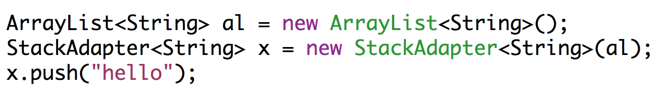 ArrayList<String> al = new ArrayList<String>();
StackAdapter<String> x = new StackAdapter<String>(al);
x.push("hello");